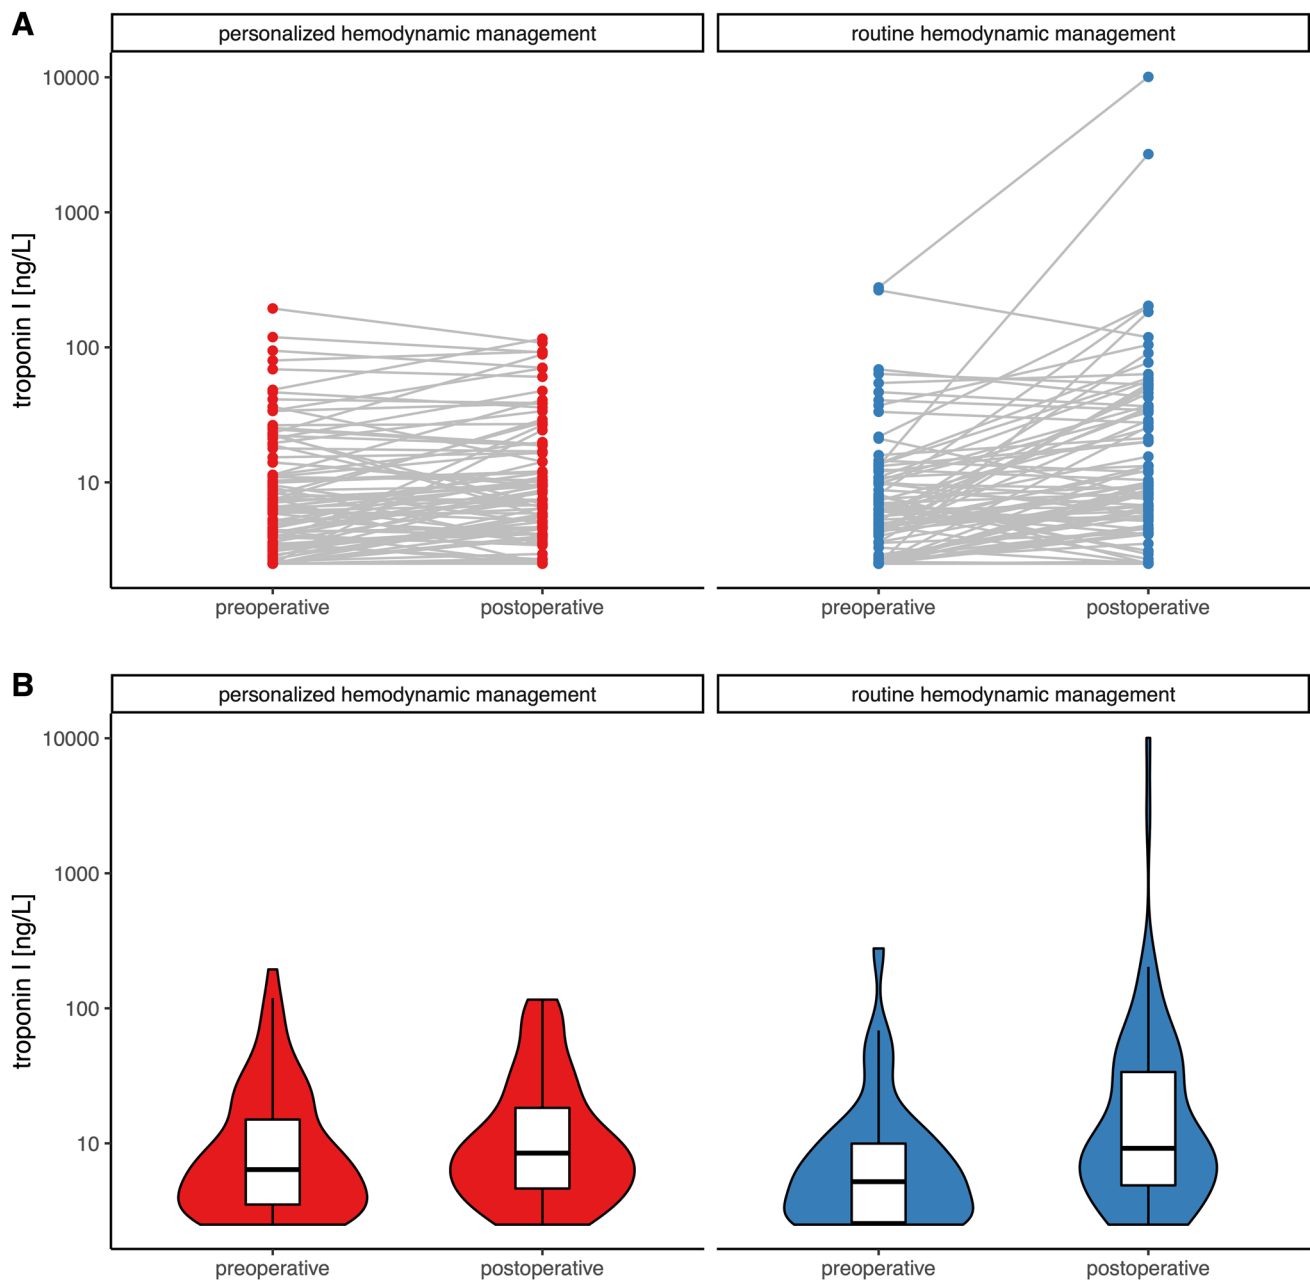 A
personalized hemodynamic management
routine hemodynamic management
troponin I [ng/L]
10000
1000
100
10
preoperative
postoperative
preoperative
postoperative
B
personalized hemodynamic management
routine hemodynamic management
troponin I [ng/L]
10000
1000
100
10
preoperative
postoperative
preoperative
postoperative